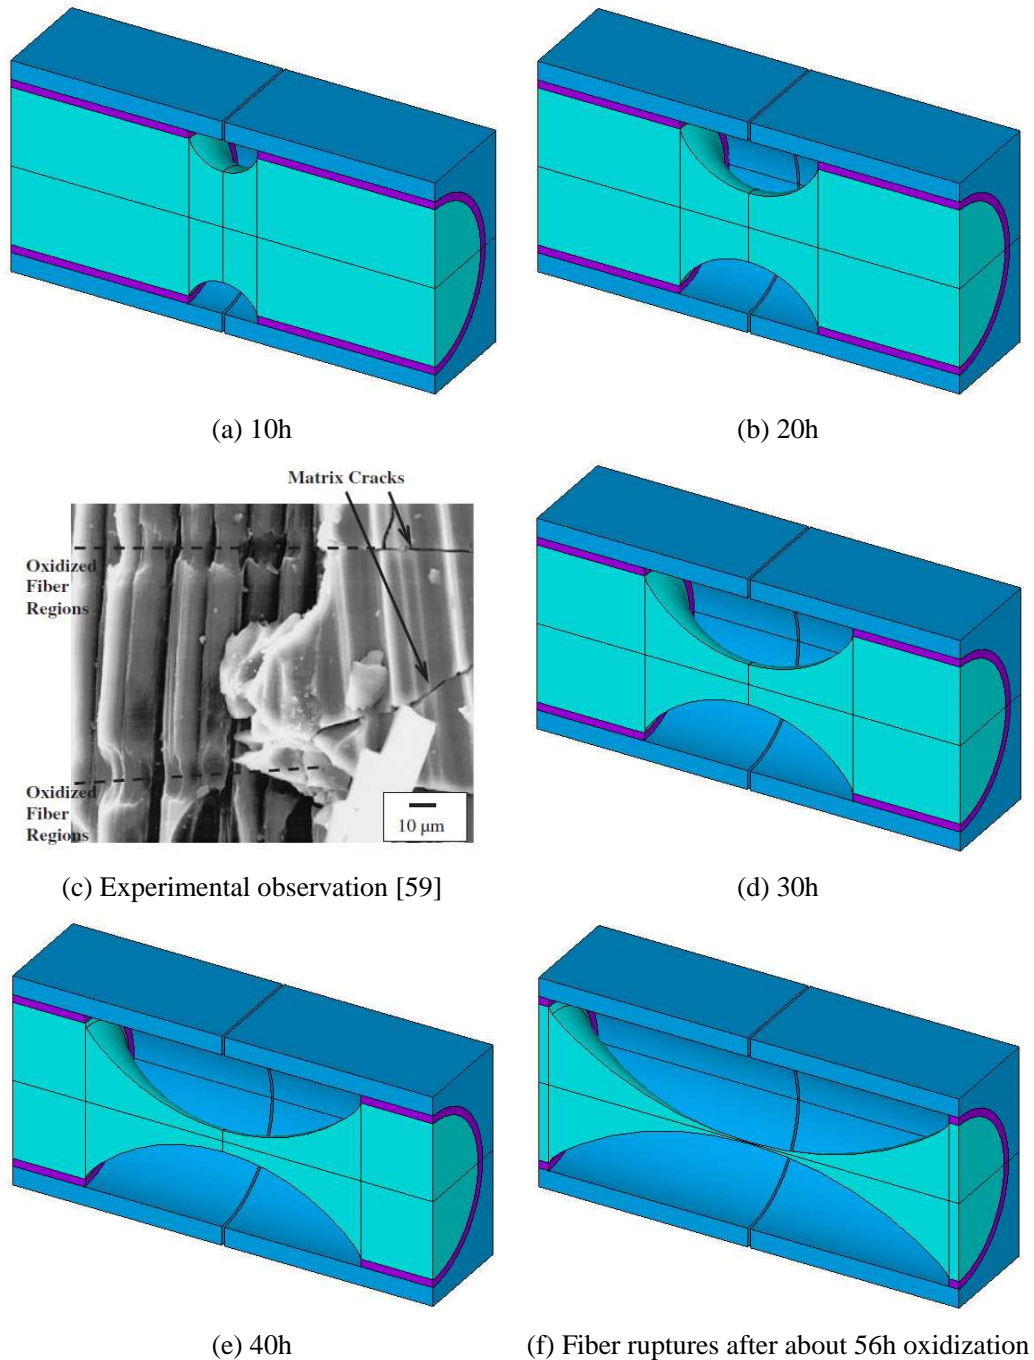 (a) 10h
(b) 20h
Matrix Cracks
Oxidized
Fiber
Regions
Oxidized
Fiber
Regions
10 μm
(c) Experimental observation [59]
(d) 30h
(e) 40h
(f) Fiber ruptures after about 56h oxidization